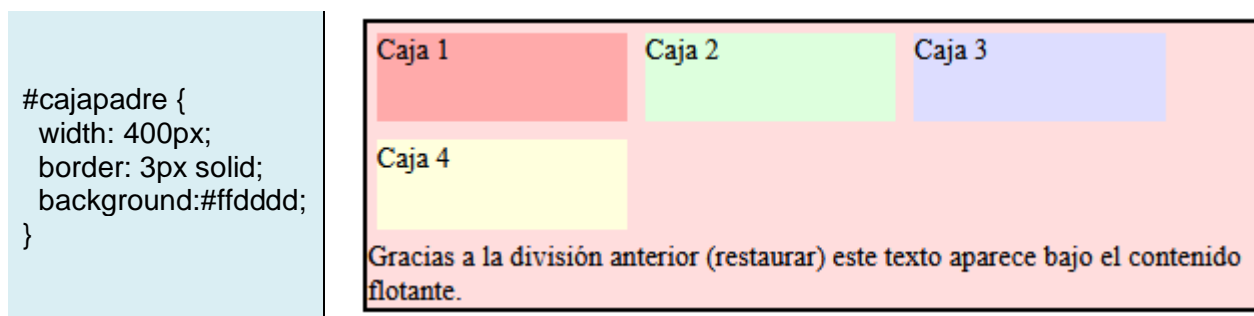 #cajapadre {
width: 400px;
border: 3px solid;
background:#ffdddd;
}
Caja 1
Caja 2
Caja 3
Caja 4
Gracias a la división anterior (restaurar) este texto aparece bajo el contenido
flotante.